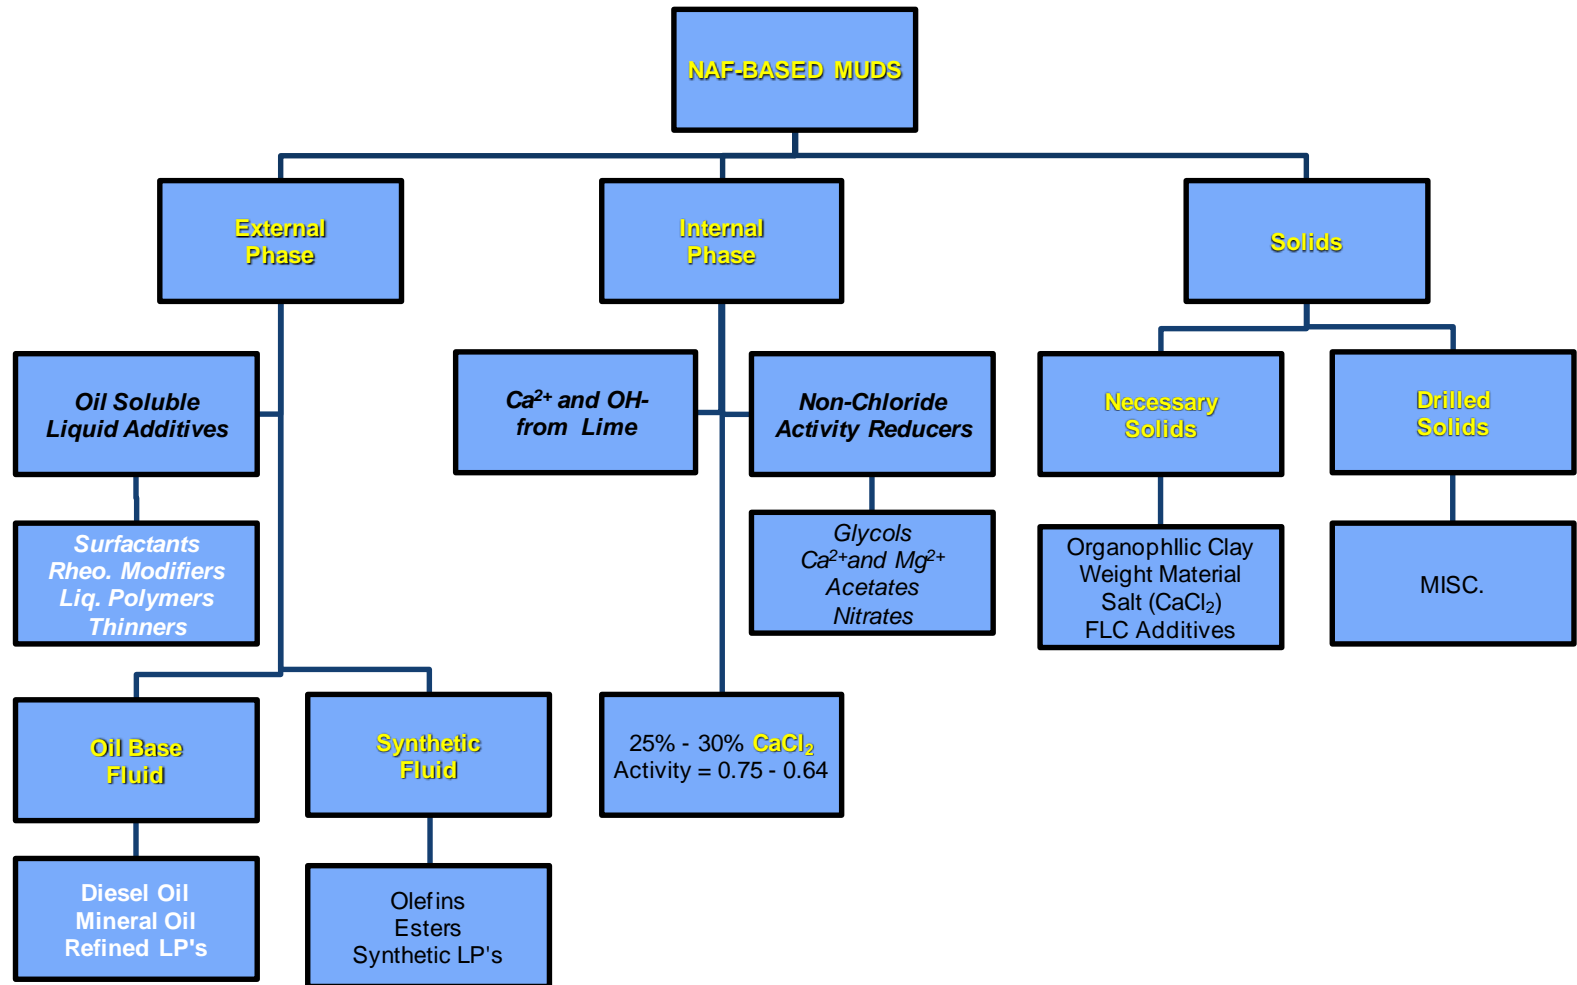 NAF-BASED MUDS
External
Phase
Internal
Phase
Solids
Oil Soluble
Liquid Additives
Ca²⁺ and OH-
from Lime
Non-Chloride
Activity Reducers
Necessary
Solids
Drilled
Solids
Surfactants
Rheo. Modifiers
Liq. Polymers
Thinners
Glycols
Ca²⁺and Mg²⁺
Acetates
Nitrates
Organophllic Clay
Weight Material
Salt (CaCl₂)
FLC Additives
MISC.
Oil Base
Fluid
Synthetic
Fluid
25% - 30% CaCl₂
Activity = 0.75 - 0.64
Diesel Oil
Mineral Oil
Refined LP's
Olefins
Esters
Synthetic LP's